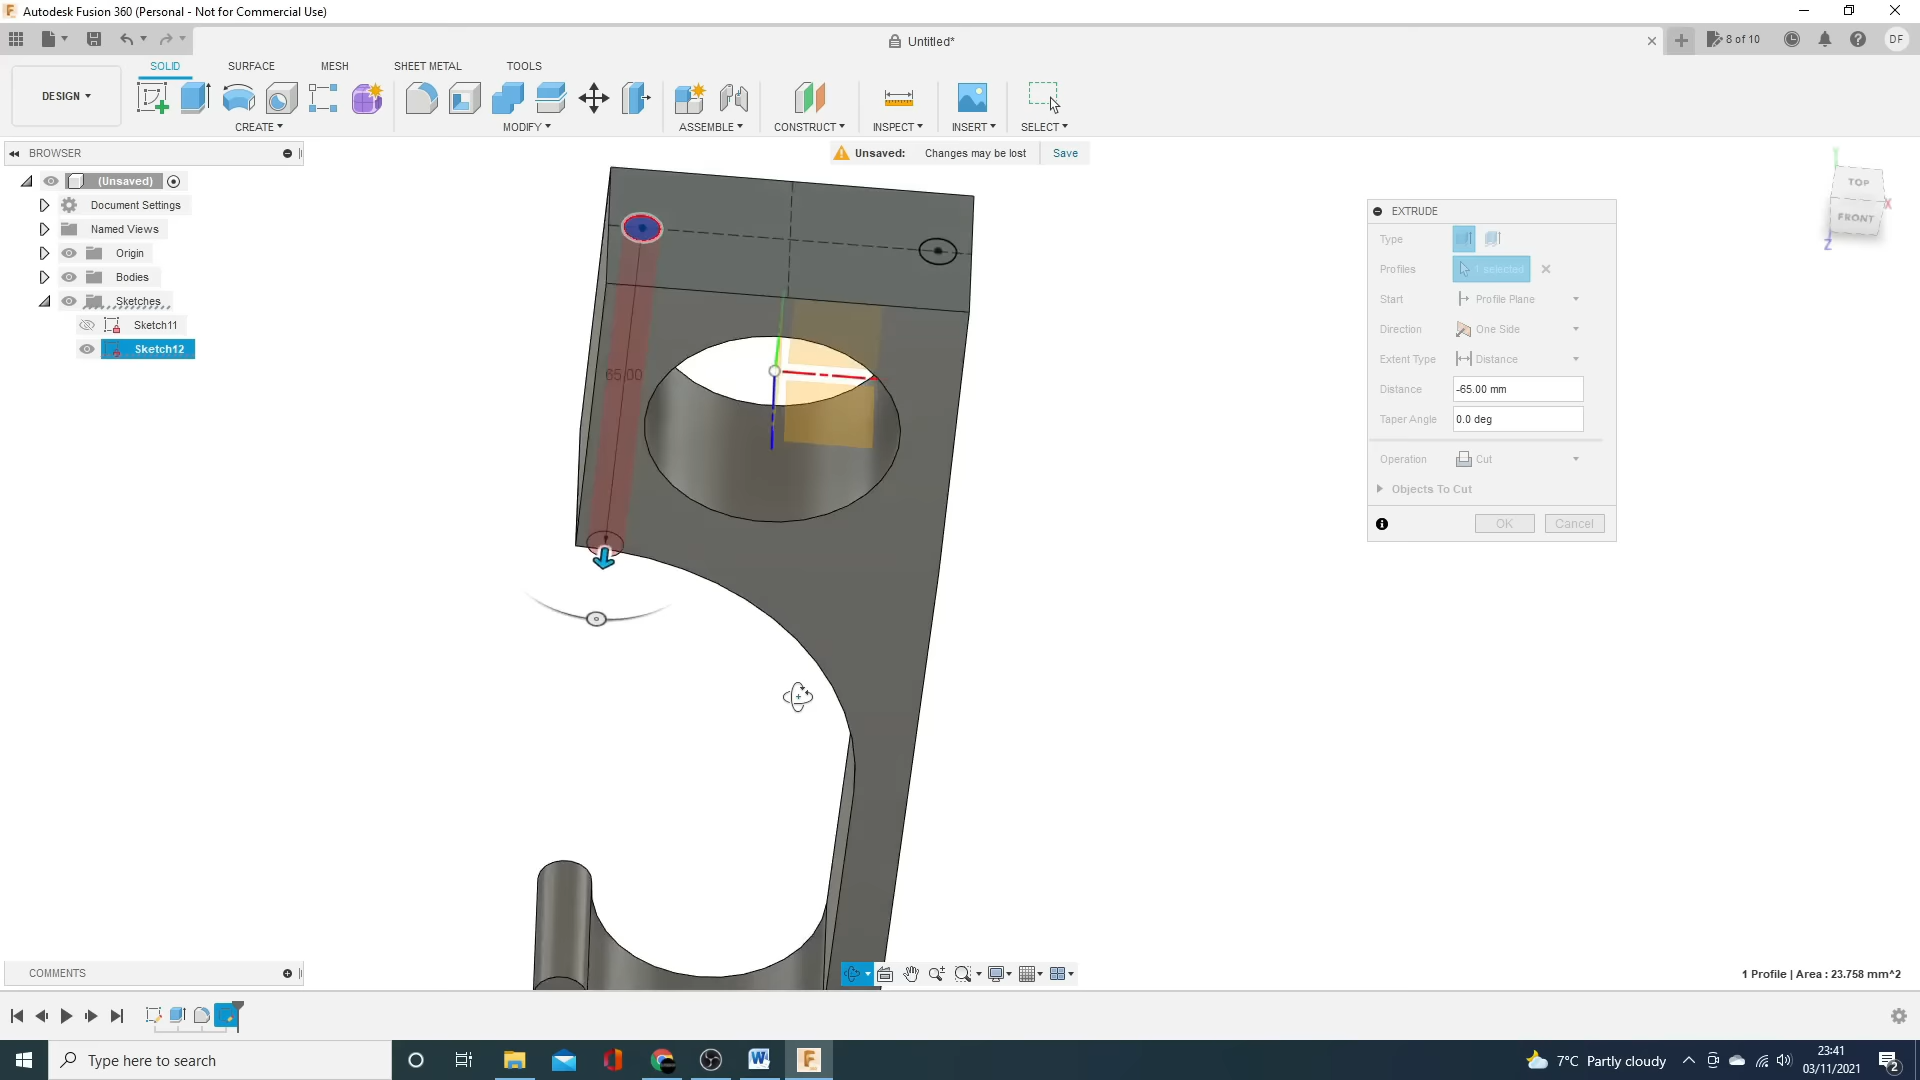 Autodesk Fusion 360 (Personal - Not for Commercial Use)
Untitled*
8 of 10
DF
DESIGN
SOLID
SURFACE
MESH
SHEET METAL
TOOLS
CREATE
MODIFY
ASSEMBLE
CONSTRUCT
INSPECT
INSERT
SELECT
BROWSER
Unsaved: Changes may be lost Save
(Unsaved)
Document Settings
Named Views
Origin
Bodies
Sketches
Sketch11
Sketch12
65.00
TOP
FRONT
X
Z
EXTRUDE
Type
Profiles 1 selected
Start Profile Plane
Direction One Side
Extent Type Distance
Distance -65.00 mm
Taper Angle 0.0 deg
Operation Cut
Objects To Cut
OK Cancel
COMMENTS
1 Profile | Area : 23.758 mm^2
Type here to search
7°C Partly cloudy
23:41
03/11/2021
2